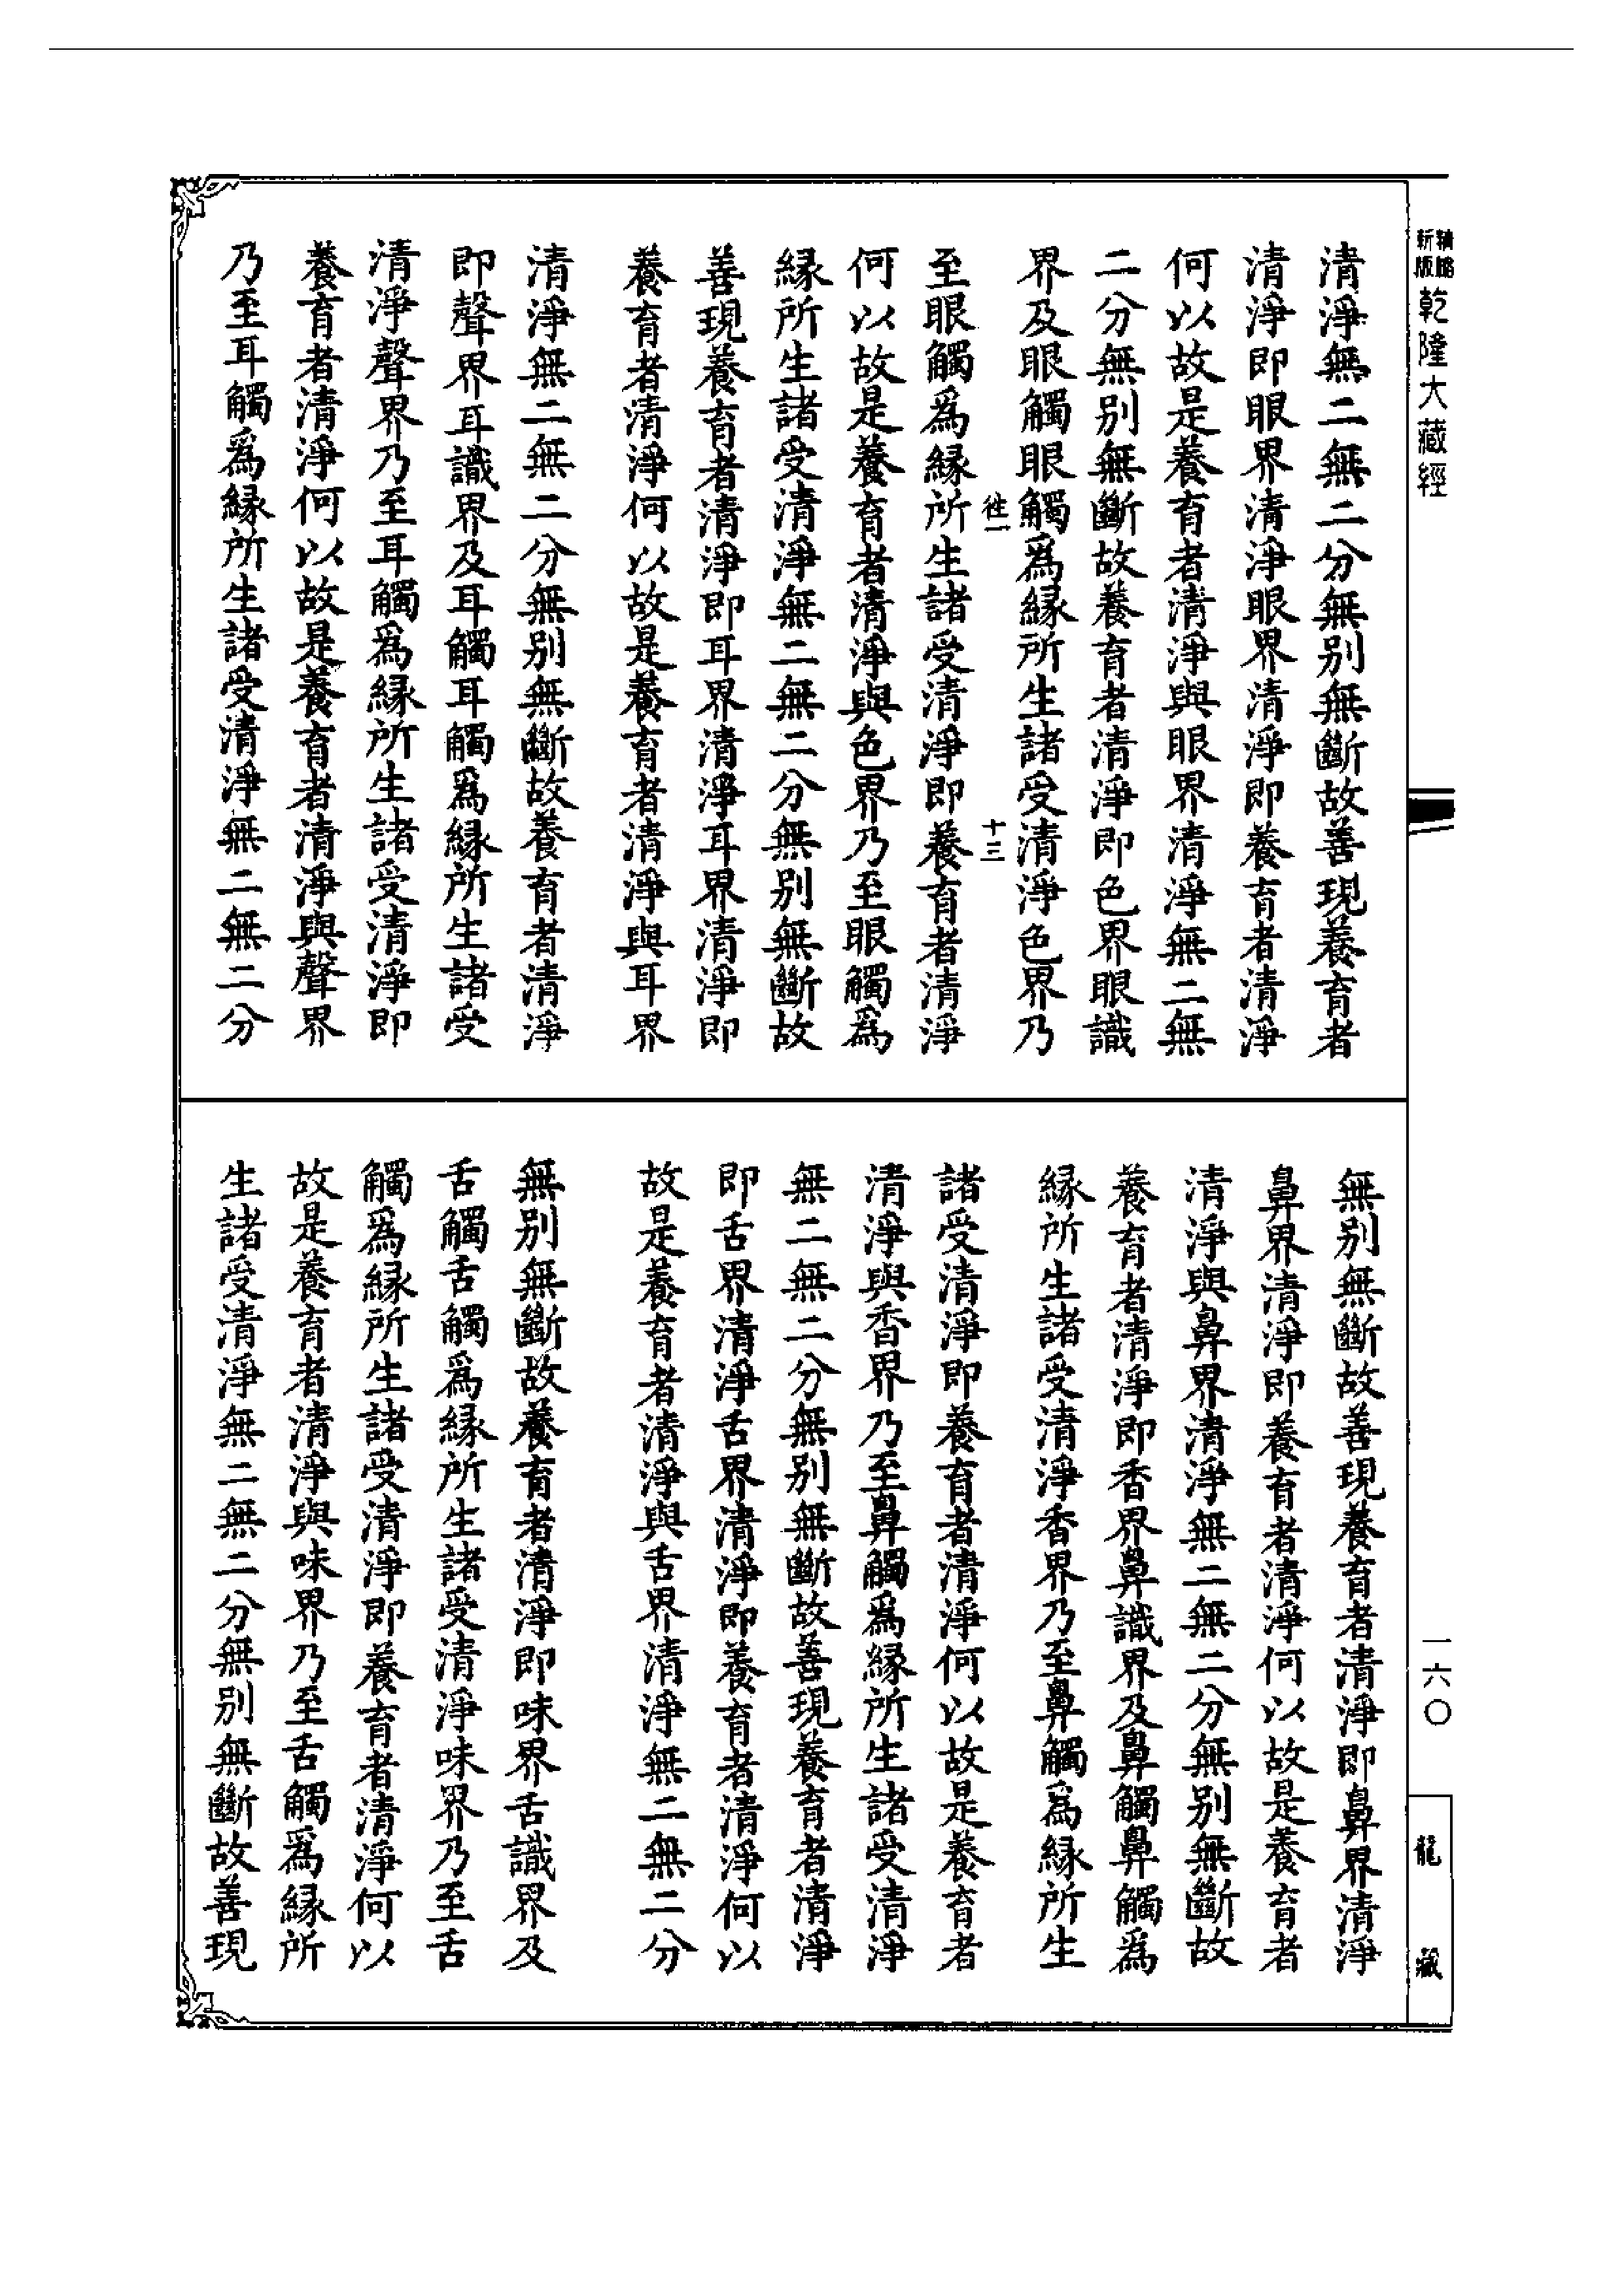 新版
乾隆大藏經
清淨無二無二分無別無斷故善現養育者
清淨即眼界清淨眼界清淨即養育者清淨
何以故是養育者清淨與眼界清淨無二無
二分無別無斷故養育者清淨即色界眼識
界及眼觸眼觸爲緣所生諸受清淨色界乃
十三
至眼觸爲緣所生諸受清淨即養育者清淨
何以故是養育者清淨與色界乃至眼觸爲
緣所生諸受清淨無二無二分無別無斷故
善現養育者清淨即耳界清淨耳界清淨即
養育者清淨何以故是養育者清淨與耳界
清淨無二無二分無別無斷故養育者清淨
即聲界耳識界及耳觸耳觸爲緣所生諸受
清淨聲界乃至耳觸爲緣所生諸受清淨即
養育者清淨何以故是養育者清淨與聲界
乃至耳觸爲緣所生諸受清淨無二無二分
無別無斷故善現養育者清淨即鼻界清淨
鼻界清淨即養育者清淨何以故是養育者
清淨與鼻界清淨無二無二分無別無斷故
養育者清淨即香界鼻識界及鼻觸鼻觸爲
緣所生諸受清淨香界乃至鼻觸爲緣所生
諸受清淨即養育者清淨何以故是養育者
清淨與香界乃至鼻觸爲緣所生諸受清淨
無二無二分無別無斷故善現養育者清淨
即舌界清淨舌界清淨即養育者清淨何以
故是養育者清淨與舌界清淨無二無二分
無別無斷故養育者清淨即味界舌識界及
舌觸舌觸爲緣所生諸受清淨味界乃至舌
觸爲緣所生諸受清淨即養育者清淨何以
故是養育者清淨與味界乃至舌觸爲緣所
生諸受清淨無二無二分無別無斷故善現
一六〇
龍藏